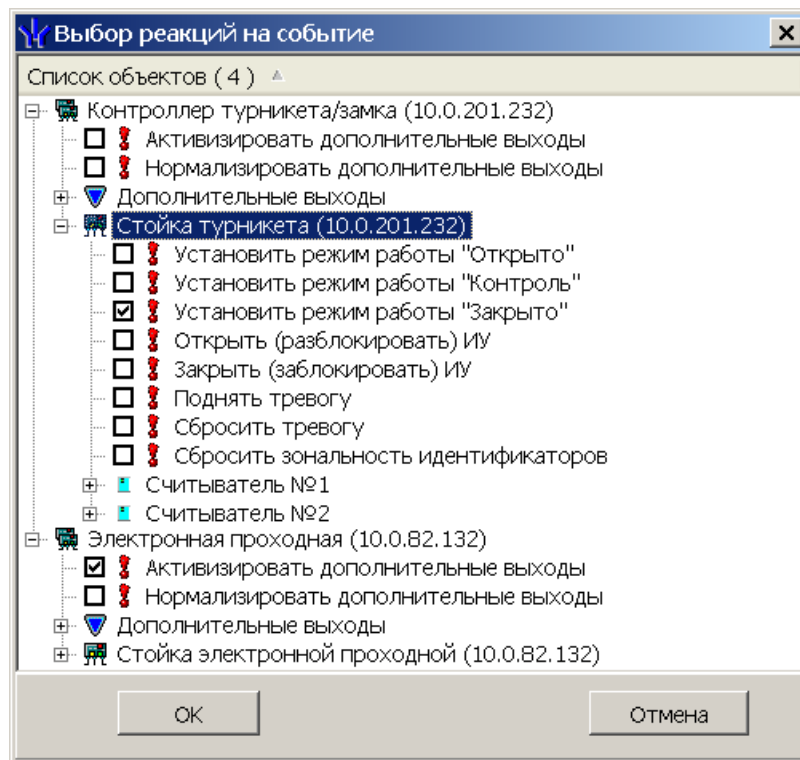 Выбор реакций на событие
Список объектов ( 4 )
Контроллер турникета/замка (10.0.201.232)
Активизировать дополнительные выходы
Нормализировать дополнительные выходы
Дополнительные выходы
Стойка турникета (10.0.201.232)
Установить режим работы "Открыто"
Установить режим работы "Контроль"
Установить режим работы "Закрыто"
Открыть (разблокировать) ИУ
Закрыть (заблокировать) ИУ
Поднять тревогу
Сбросить тревогу
Сбросить зональность идентификаторов
Считыватель №1
Считыватель №2
Электронная проходная (10.0.82.132)
Активизировать дополнительные выходы
Нормализировать дополнительные выходы
Дополнительные выходы
Стойка электронной проходной (10.0.82.132)
ОК Отмена